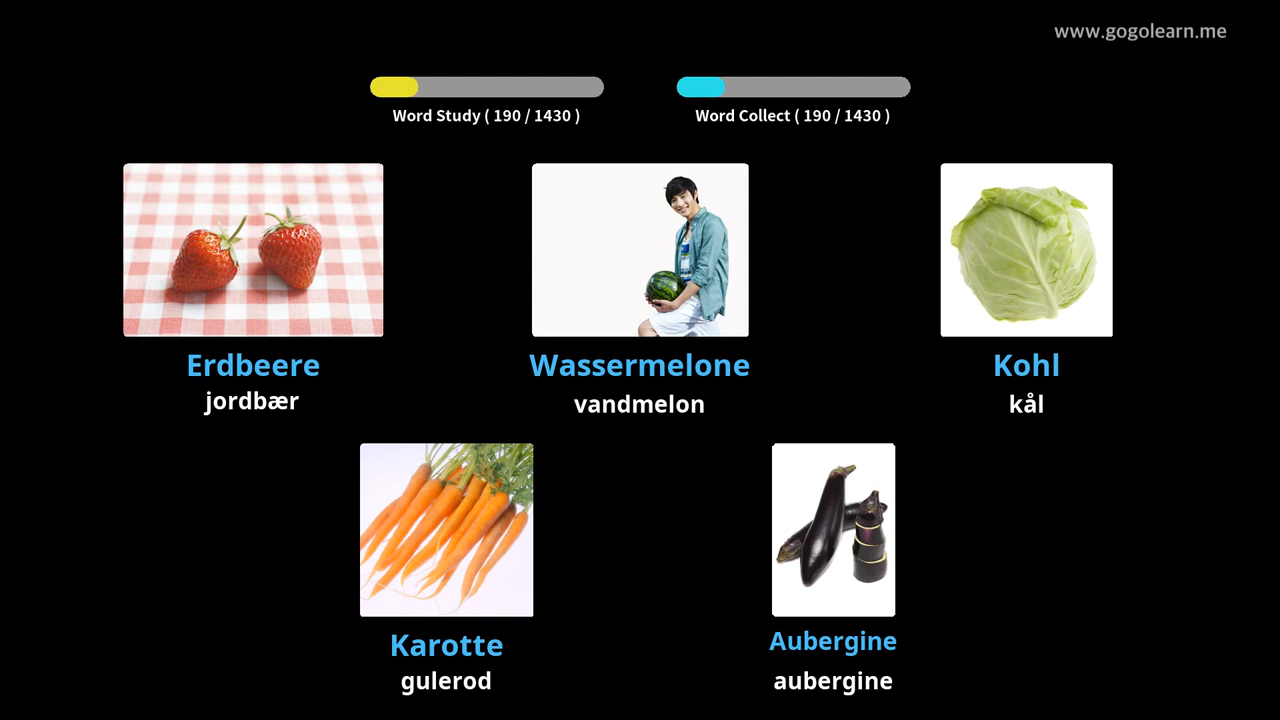 www.gogolearn.me
Word Study ( 190 / 1430 )
Word Collect ( 190 / 1430 )
Erdbeere
jordbær
Wassermelone
vandmelon
Kohl
kål
Karotte
gulerod
Aubergine
aubergine